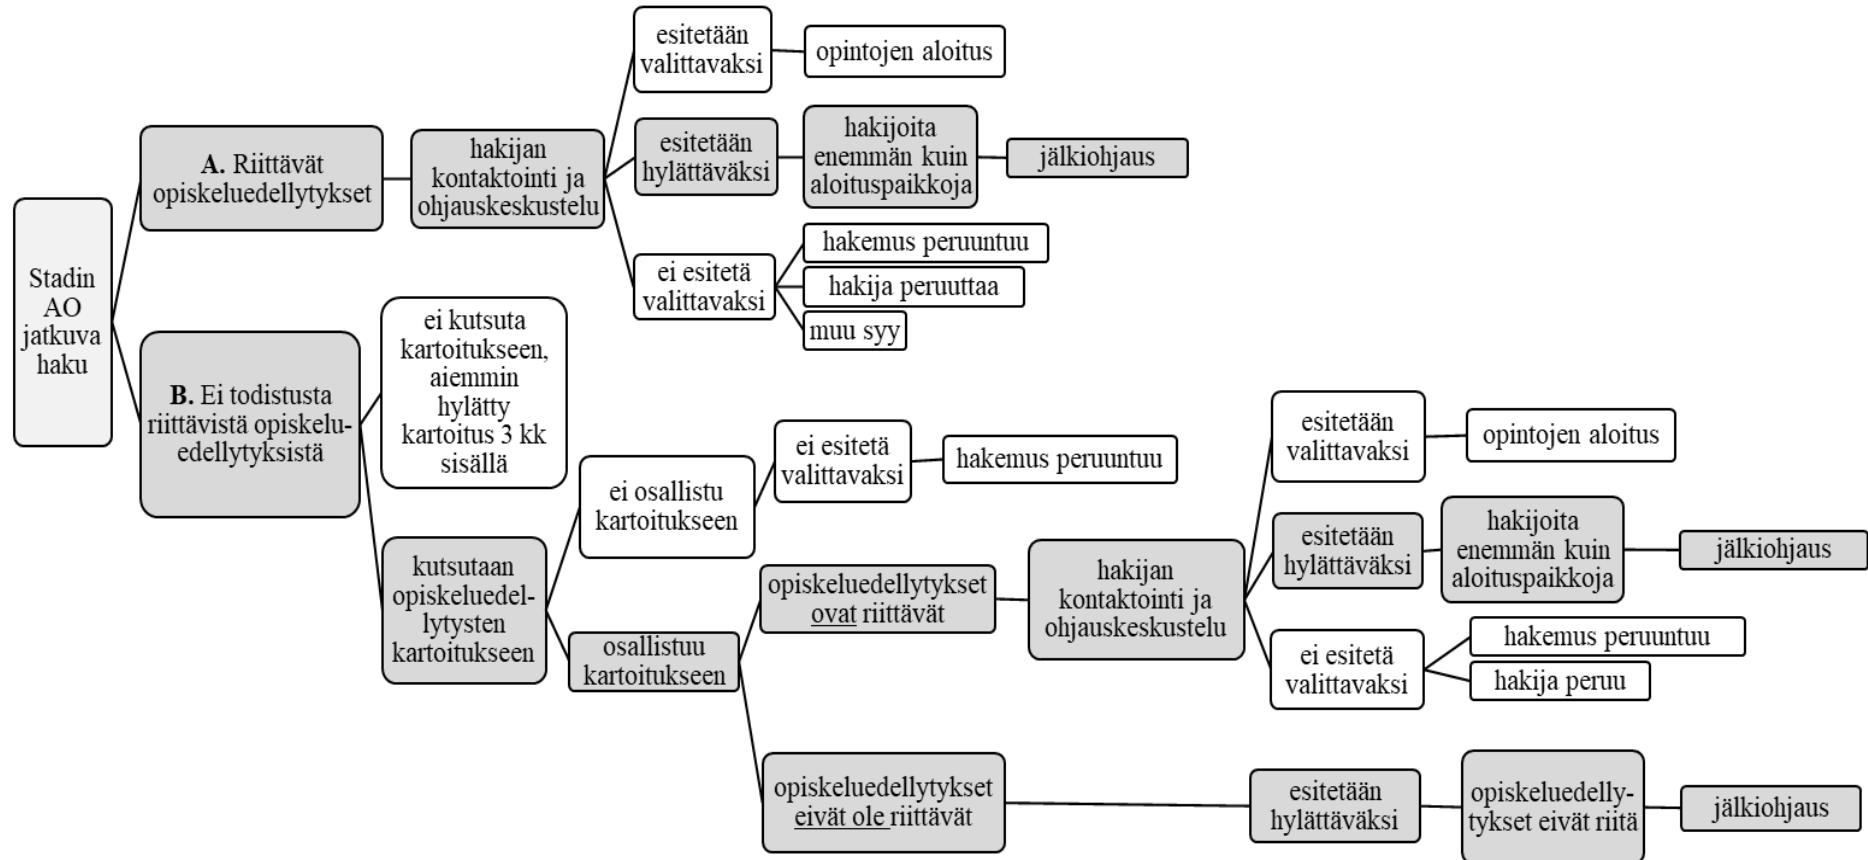 Stadin
AO
jatkuva
haku
A. Riittävät
opiskeluedellytykset
hakijan
kontaktointi ja
ohjauskeskustelu
esitetään
valittavaksi
opintojen aloitus
esitetään
hylättäväksi
hakijoita
enemmän kuin
aloituspaikkoja
jälkiohjaus
ei esitetä
valittavaksi
hakemus peruuntuu
hakija peruuttaa
muu syy
B. Ei todistusta
riittävistä opiskelu-
edellytyksistä
ei kutsuta
kartoitukseen,
aiemmin
hylätty
kartoitus 3 kk
sisällä
kutsutaan
opiskeluedel-
lytysten
kartoitukseen
ei osallistu
kartoitukseen
ei esitetä
valittavaksi
hakemus peruuntuu
osallistuu
kartoitukseen
opiskeluedellytykset
ovat riittävät
hakijan
kontaktointi ja
ohjauskeskustelu
esitetään
valittavaksi
opintojen aloitus
esitetään
hylättäväksi
hakijoita
enemmän kuin
aloituspaikkoja
jälkiohjaus
ei esitetä
valittavaksi
hakemus peruuntuu
hakija peruu
opiskeluedellytykset
eivät ole riittävät
esitetään
hylättäväksi
opiskeluedelly-
tykset eivät riitä
jälkiohjaus